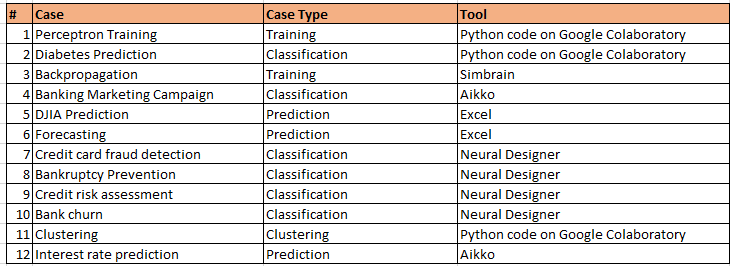 # Case Case Type Tool
1 Perceptron Training Training Python code on Google Colaboratory
2 Diabetes Prediction Classification Python code on Google Colaboratory
3 Backpropagation Training Simbrain
4 Banking Marketing Campaign Classification Aikko
5 DJIA Prediction Prediction Excel
6 Forecasting Prediction Excel
7 Credit card fraud detection Classification Neural Designer
8 Bankruptcy Prevention Classification Neural Designer
9 Credit risk assessment Classification Neural Designer
10 Bank churn Classification Neural Designer
11 Clustering Clustering Python code on Google Colaboratory
12 Interest rate prediction Prediction Aikko